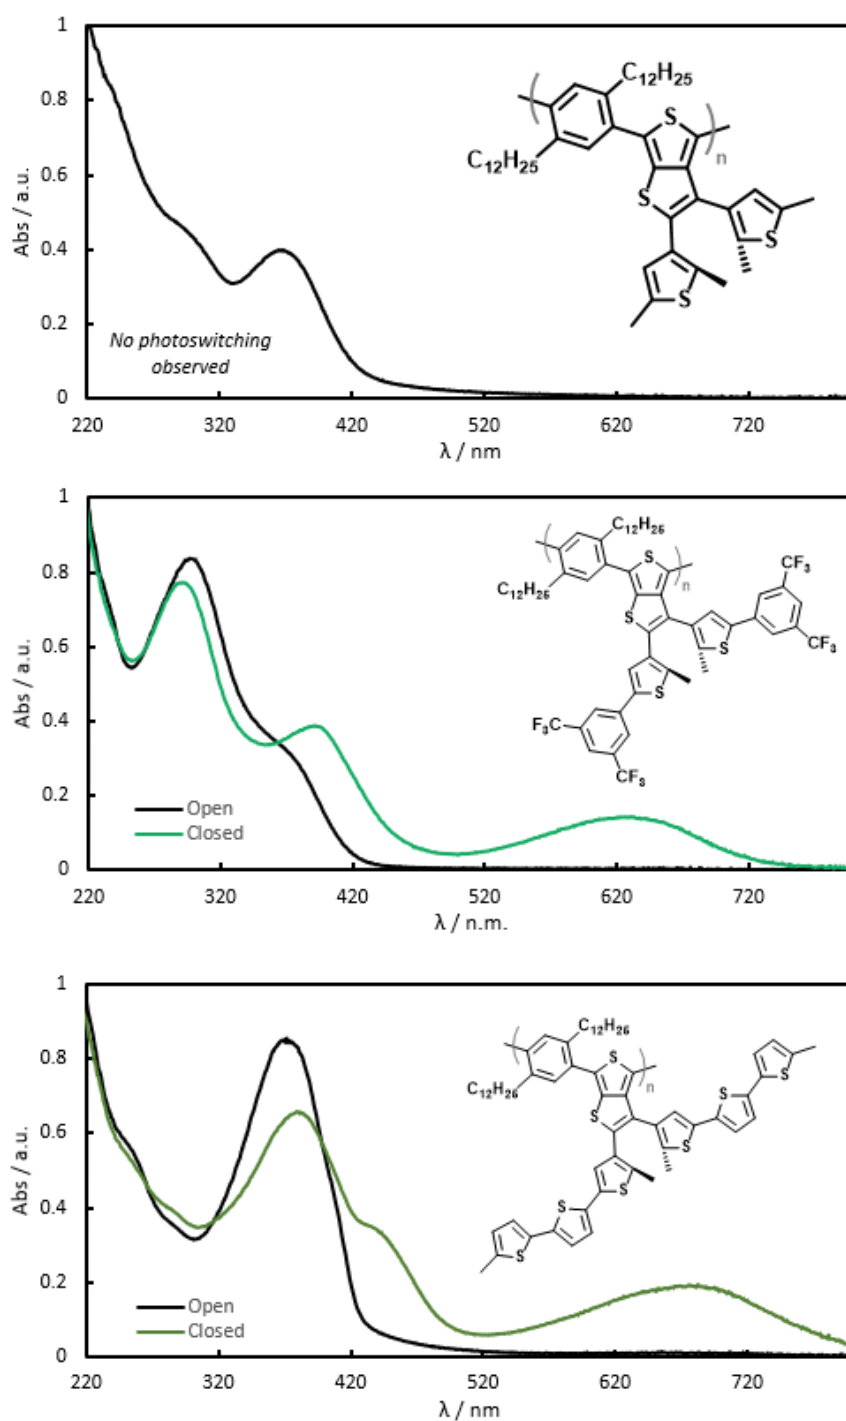 1
0.8
0.6
0.4
0.2
0
Abs / a.u.
220 320 420 520 620 720
λ / nm
No photoswitching
observed
C12H25
C12H25
S
n
S
S
S
1
0.8
0.6
0.4
0.2
0
Abs / a.u.
220 320 420 520 620 720
λ / n.m.
Open
Closed
C12H26
C12H26
S
n
CF3
S
S
CF3
S
F3C
CF3
1
0.8
0.6
0.4
0.2
0
Abs / a.u.
220 320 420 520 620 720
λ / nm
Open
Closed
C12H26
C12H26
S
n
S
S
S
S
S
S
S